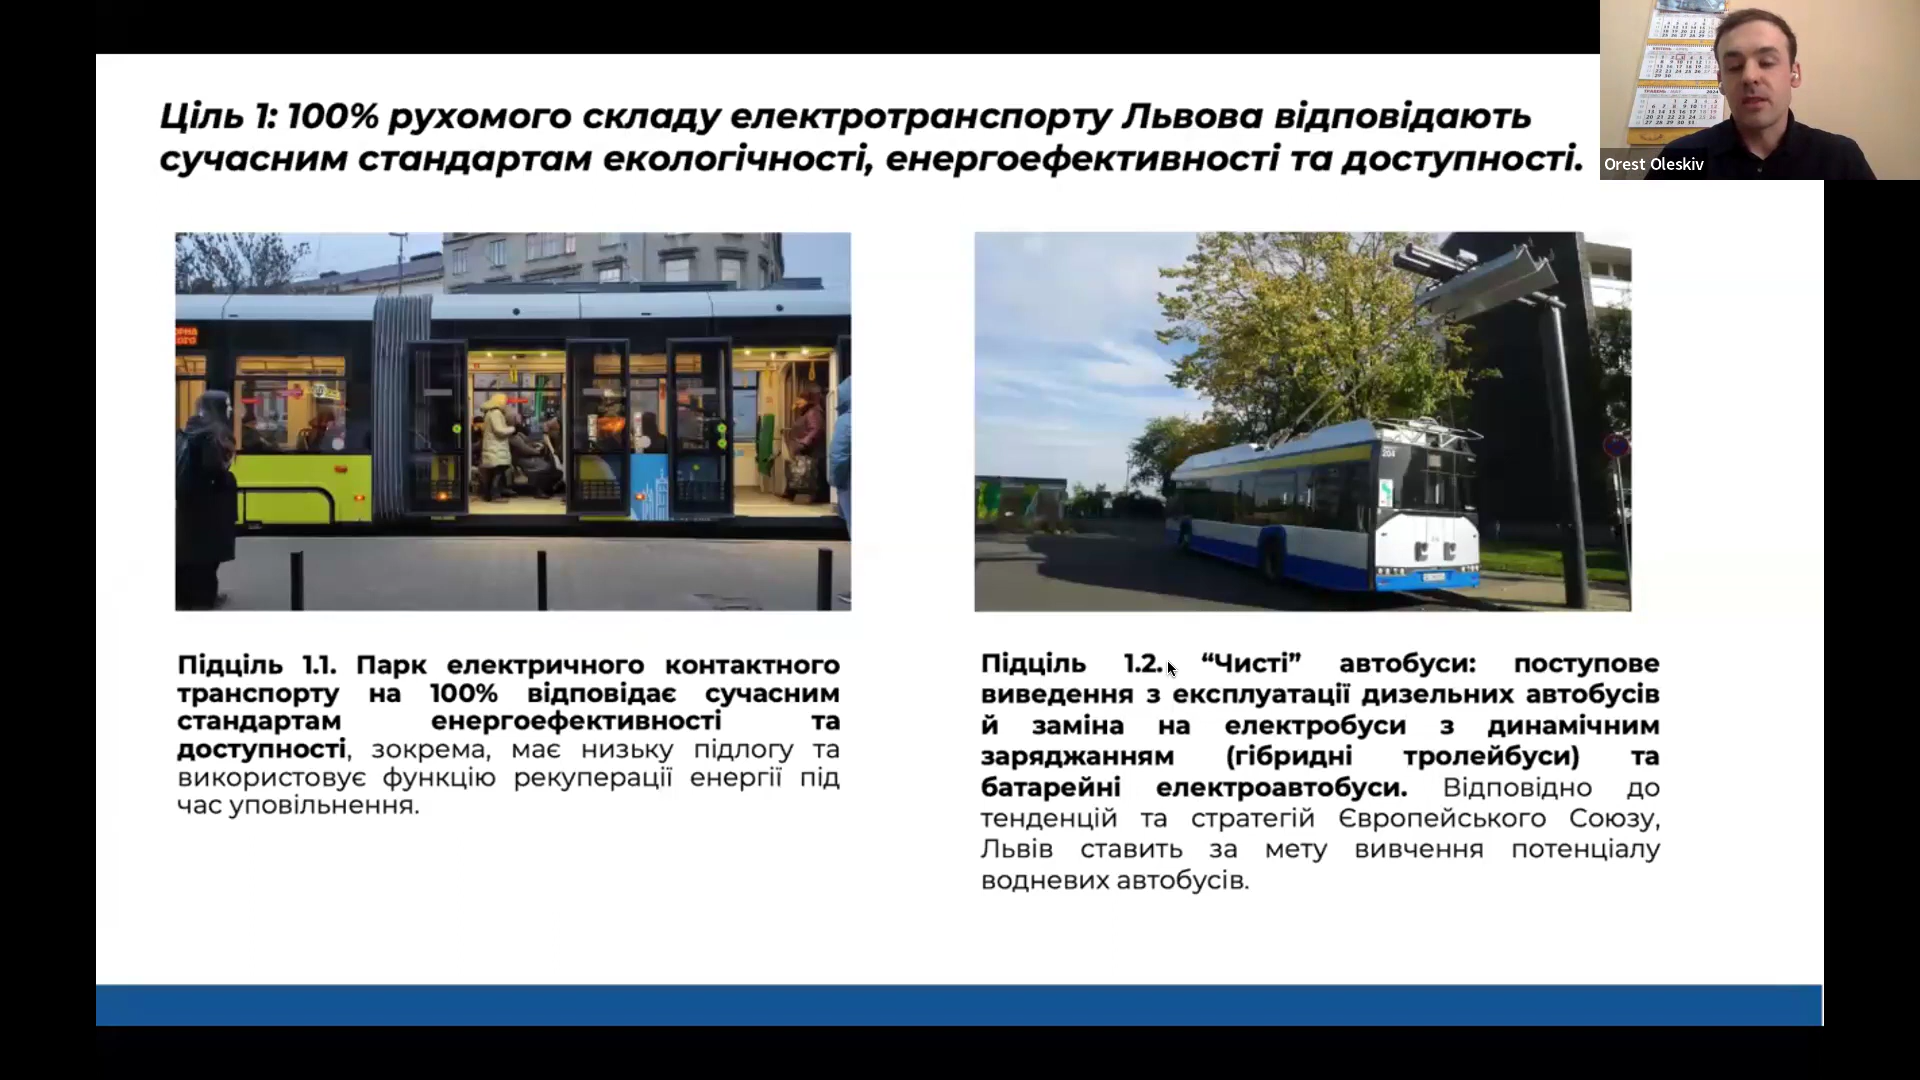 Ціль 1: 100% рухомого складу електротранспорту Львова відповідають
сучасним стандартам екологічності, енергоефективності та доступності.
Orest Oleskiv
204
Підціль 1.1. Парк електричного контактного
транспорту на 100% відповідає сучасним
стандартам енергоефективності та
доступності, зокрема, має низьку підлогу та
використовує функцію рекуперації енергії під
час уповільнення.
Підціль 1.2. “Чисті” автобуси: поступове
виведення з експлуатації дизельних автобусів
й заміна на електробуси з динамічним
заряджанням (гібридні тролейбуси) та
батарейні електроавтобуси. Відповідно до
тенденцій та стратегій Європейського Союзу,
Львів ставить за мету вивчення потенціалу
водневих автобусів.